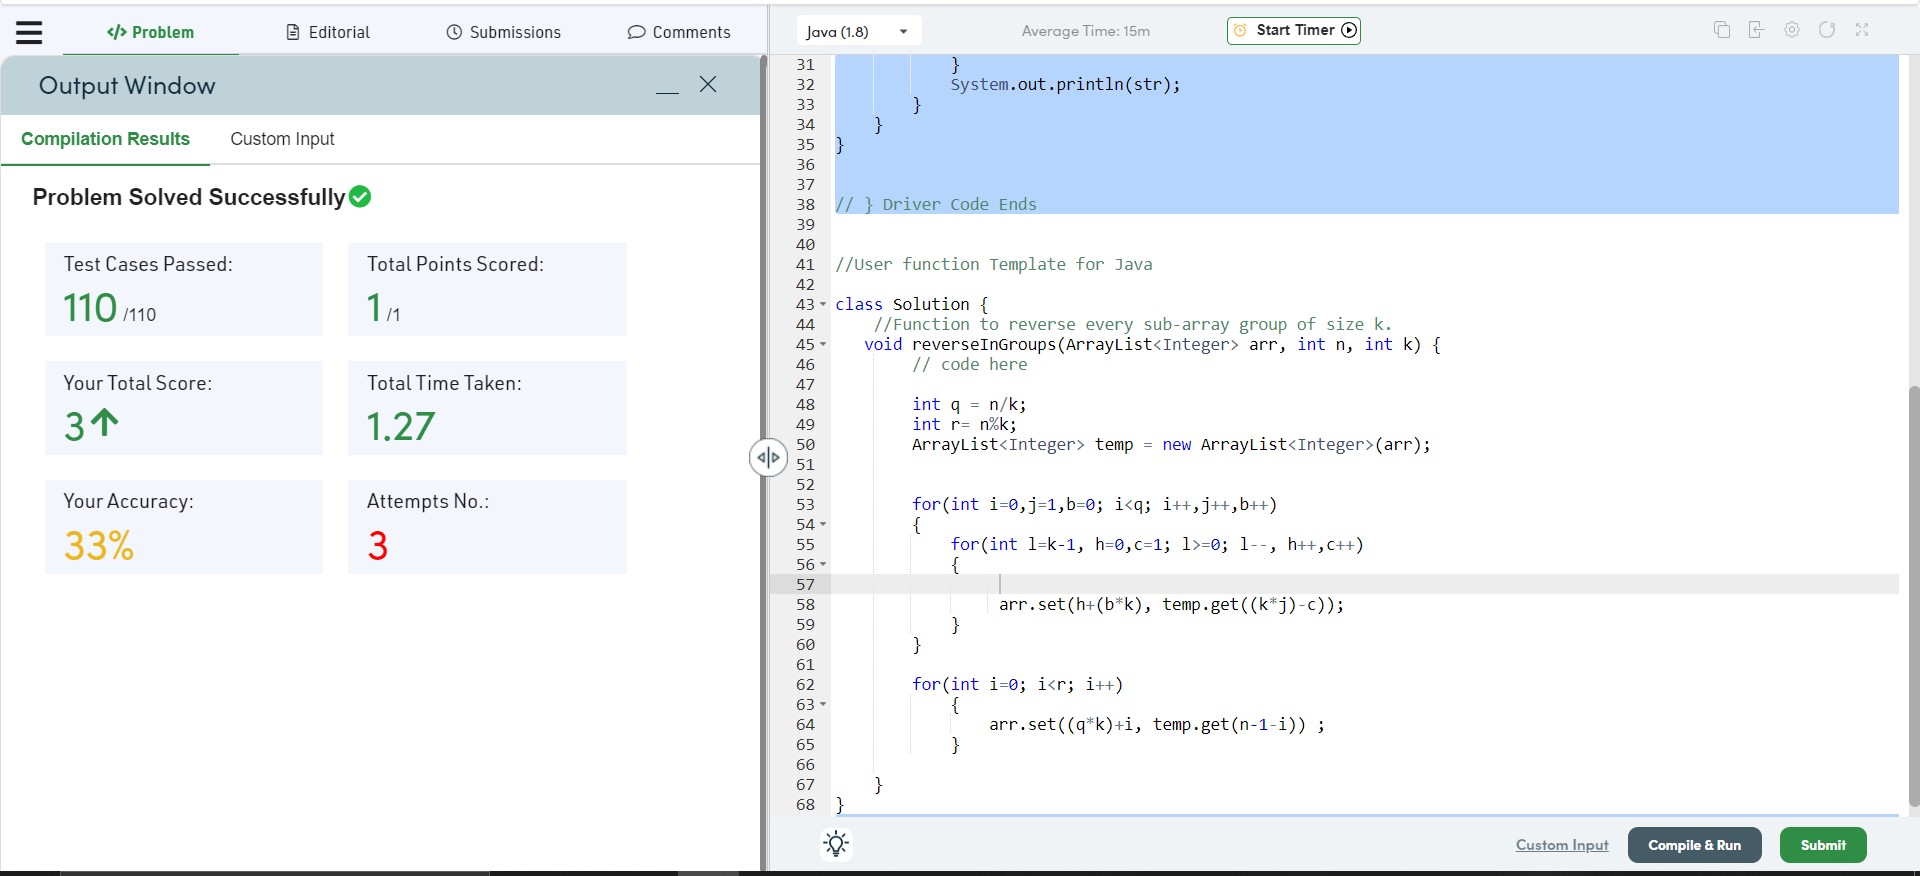 </> Problem
Editorial
Submissions
Comments
Java (1.8)
Average Time: 15m
Start Timer
Output Window
Compilation Results
Custom Input
Problem Solved Successfully
Test Cases Passed:
110 /110
Total Points Scored:
1 /1
Your Total Score:
3↑
Total Time Taken:
1.27
Your Accuracy:
33%
Attempts No.:
3
31 }
32 System.out.println(str);
33 }
34 }
35 }
36
37
38 // } Driver Code Ends
39
40
41 //User function Template for Java
42
43 class Solution {
44 //Function to reverse every sub-array group of size k.
45 void reverseInGroups(ArrayList<Integer> arr, int n, int k) {
46 // code here
47
48 int q = n/k;
49 int r= n%k;
50 ArrayList<Integer> temp = new ArrayList<Integer>(arr);
51
52
53 for(int i=0,j=1,b=0; i<q; i++,j++,b++)
54 {
55 for(int l=k-1, h=0,c=1; l>=0; l--, h++,c++)
56 {
57
58 arr.set(h+(b*k), temp.get((k*j)-c));
59 }
60 }
61
62 for(int i=0; i<r; i++)
63 {
64 arr.set((q*k)+i, temp.get(n-1-i)) ;
65 }
66
67 }
68 }
Custom Input
Compile & Run
Submit